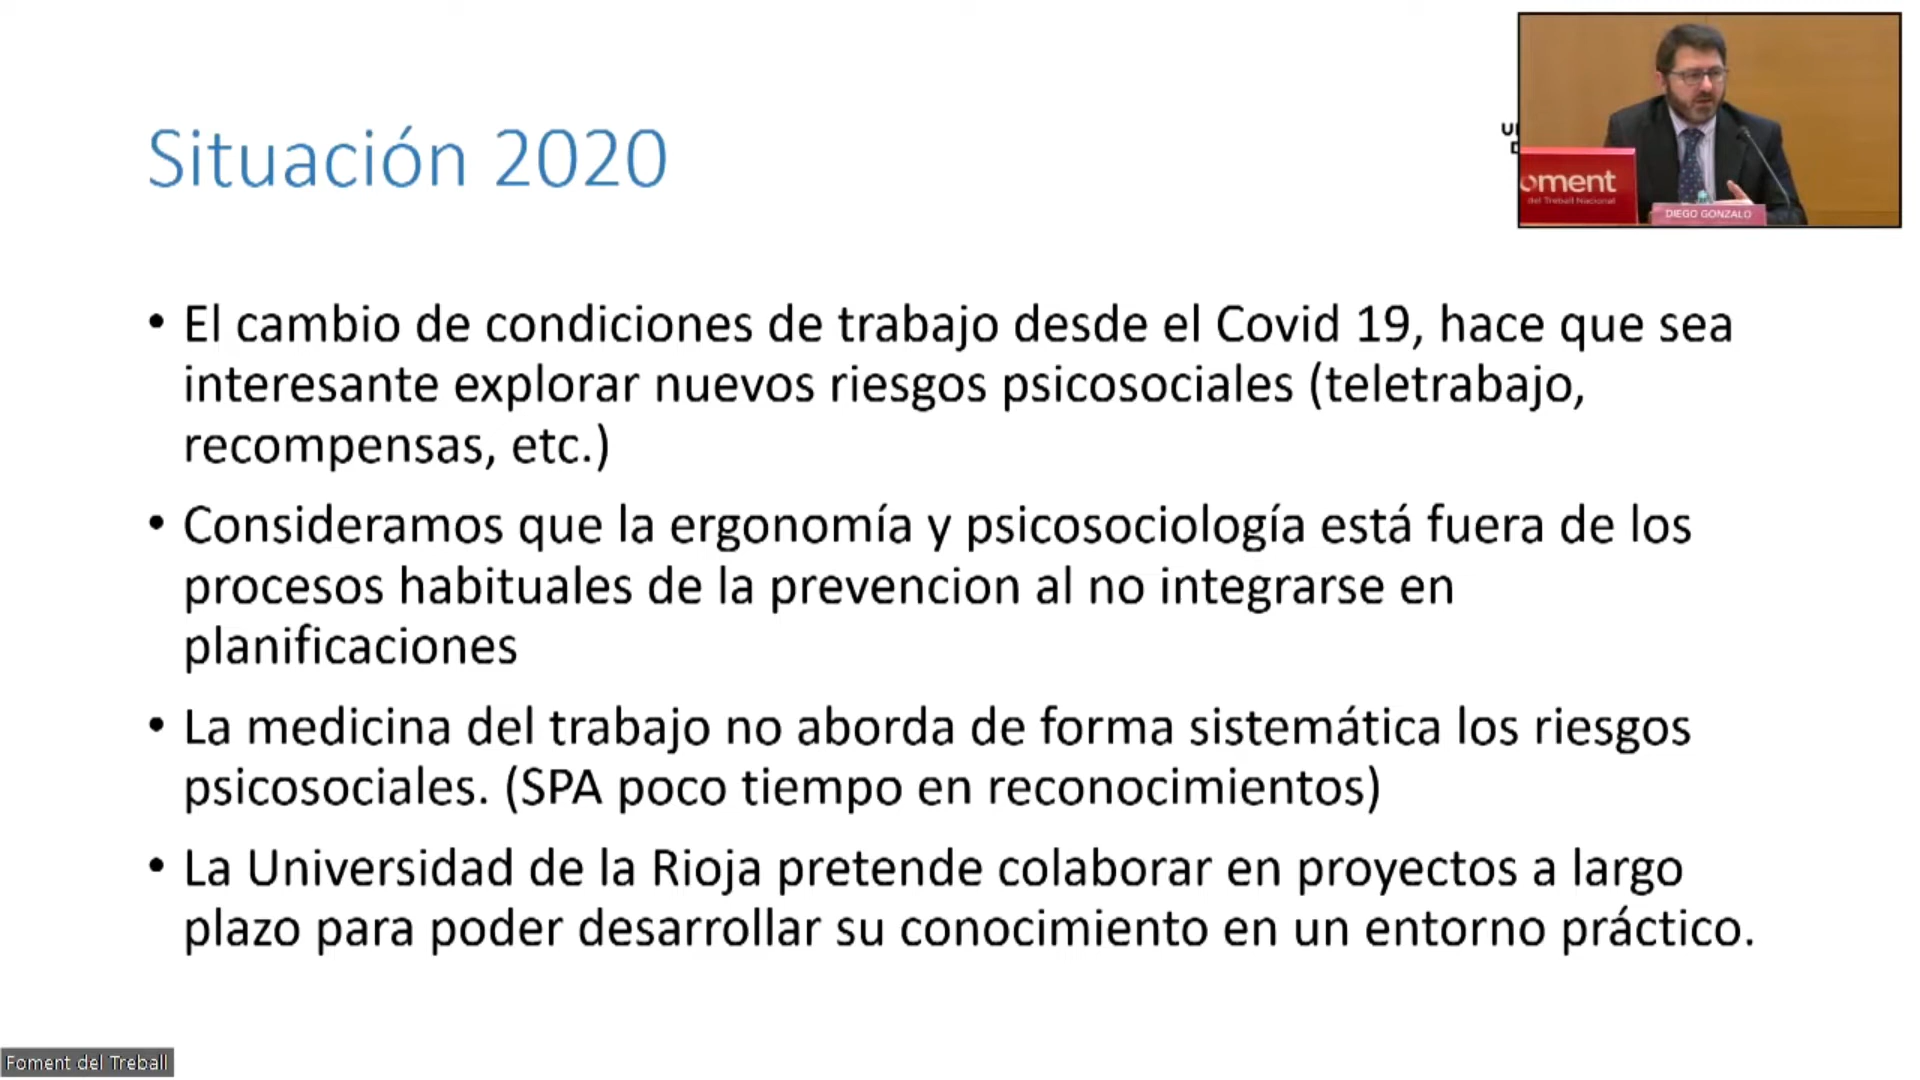 Situación 2020
oment
del Treball Nacional
DIEGO GONZALO
• El cambio de condiciones de trabajo desde el Covid 19, hace que sea
interesante explorar nuevos riesgos psicosociales (teletrabajo,
recompensas, etc.)
• Consideramos que la ergonomía y psicosociología está fuera de los
procesos habituales de la prevencion al no integrarse en
planificaciones
• La medicina del trabajo no aborda de forma sistemática los riesgos
psicosociales. (SPA poco tiempo en reconocimientos)
• La Universidad de la Rioja pretende colaborar en proyectos a largo
plazo para poder desarrollar su conocimiento en un entorno práctico.
Foment del Treball